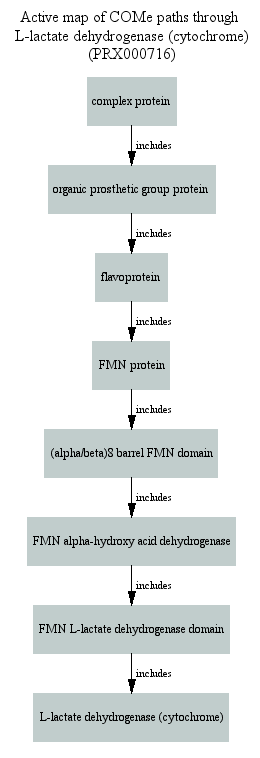 Active map of COMe paths through
L-lactate dehydrogenase (cytochrome)
(PRX000716)
complex protein
includes
organic prosthetic group protein
includes
flavoprotein
includes
FMN protein
includes
(alpha/beta)8 barrel FMN domain
includes
FMN alpha-hydroxy acid dehydrogenase
includes
FMN L-lactate dehydrogenase domain
includes
L-lactate dehydrogenase (cytochrome)